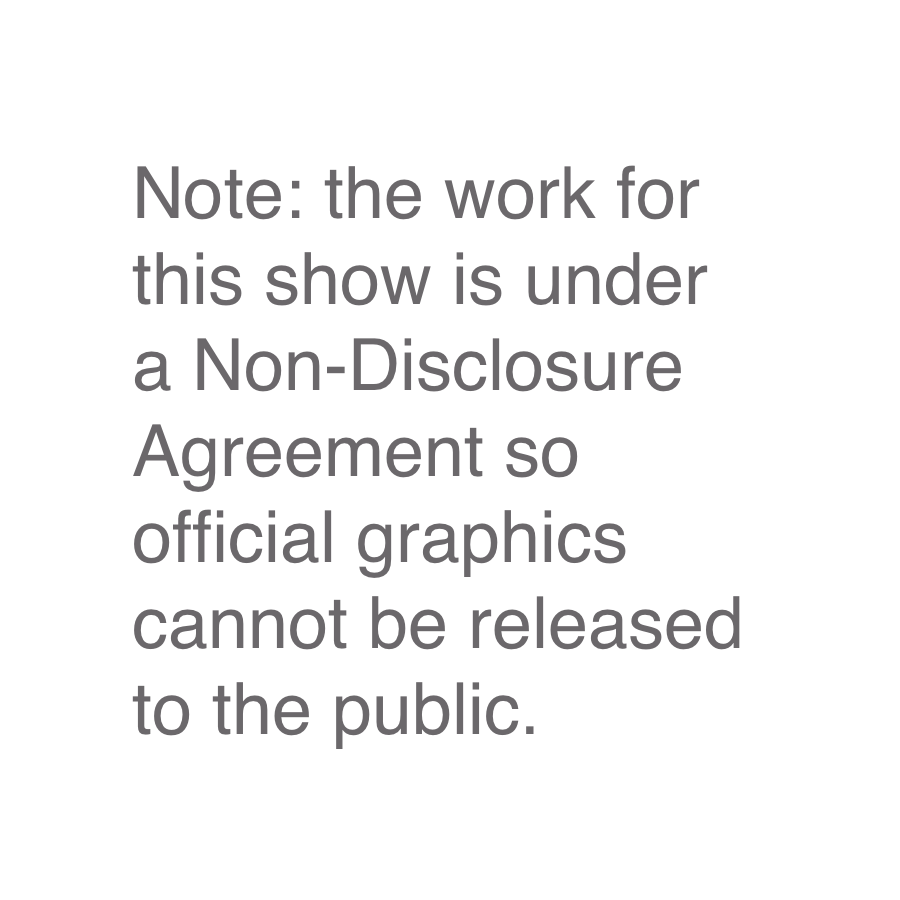 Note: the work for
this show is under
a Non-Disclosure
Agreement so
official graphics
cannot be released
to the public.